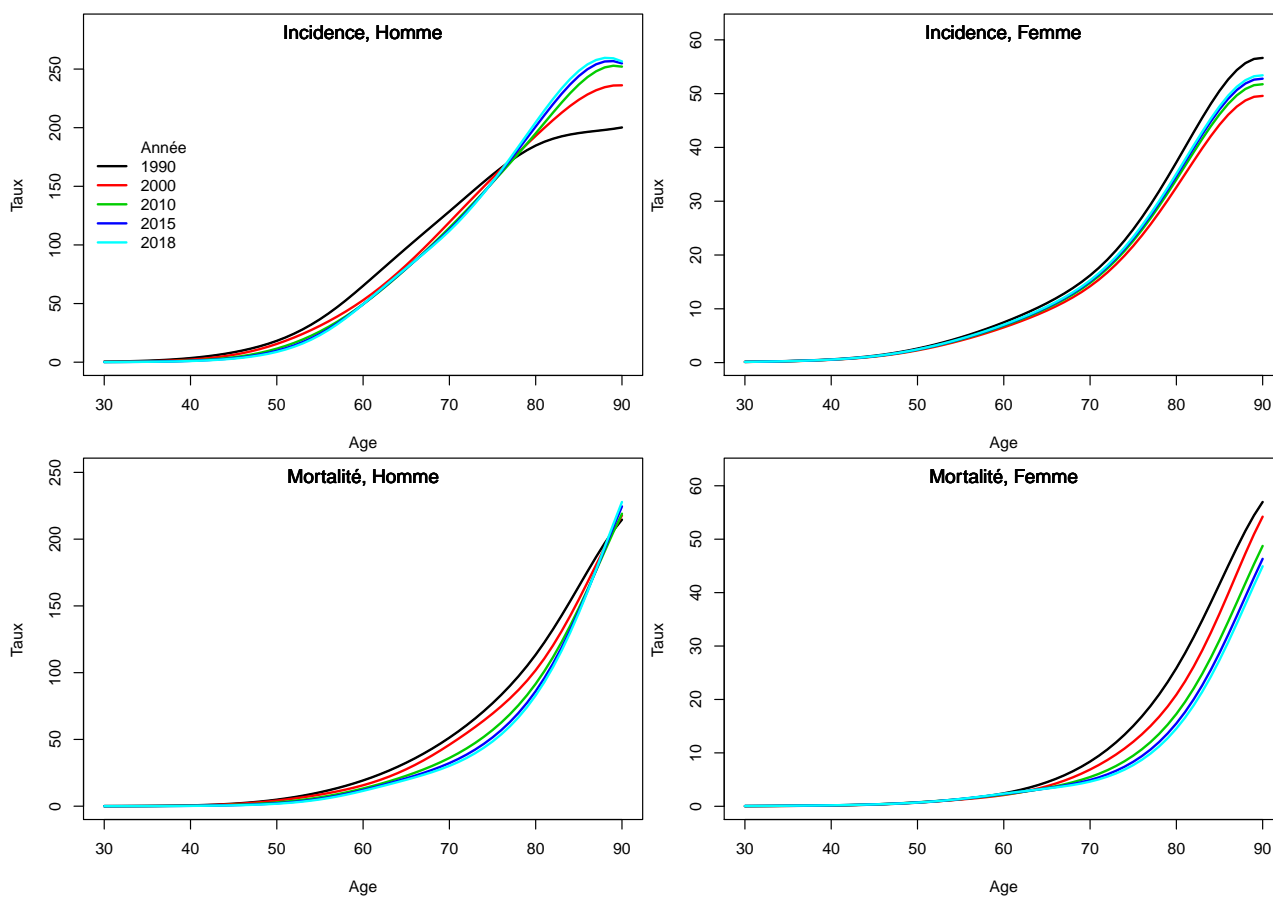 Incidence, Homme
Taux
0 50 100 150 200 250
Année
1990
2000
2010
2015
2018
30 40 50 60 70 80 90
Age
Incidence, Femme
Taux
0 10 20 30 40 50 60
30 40 50 60 70 80 90
Age
Mortalité, Homme
Taux
0 50 100 150 200 250
30 40 50 60 70 80 90
Age
Mortalité, Femme
Taux
0 10 20 30 40 50 60
30 40 50 60 70 80 90
Age